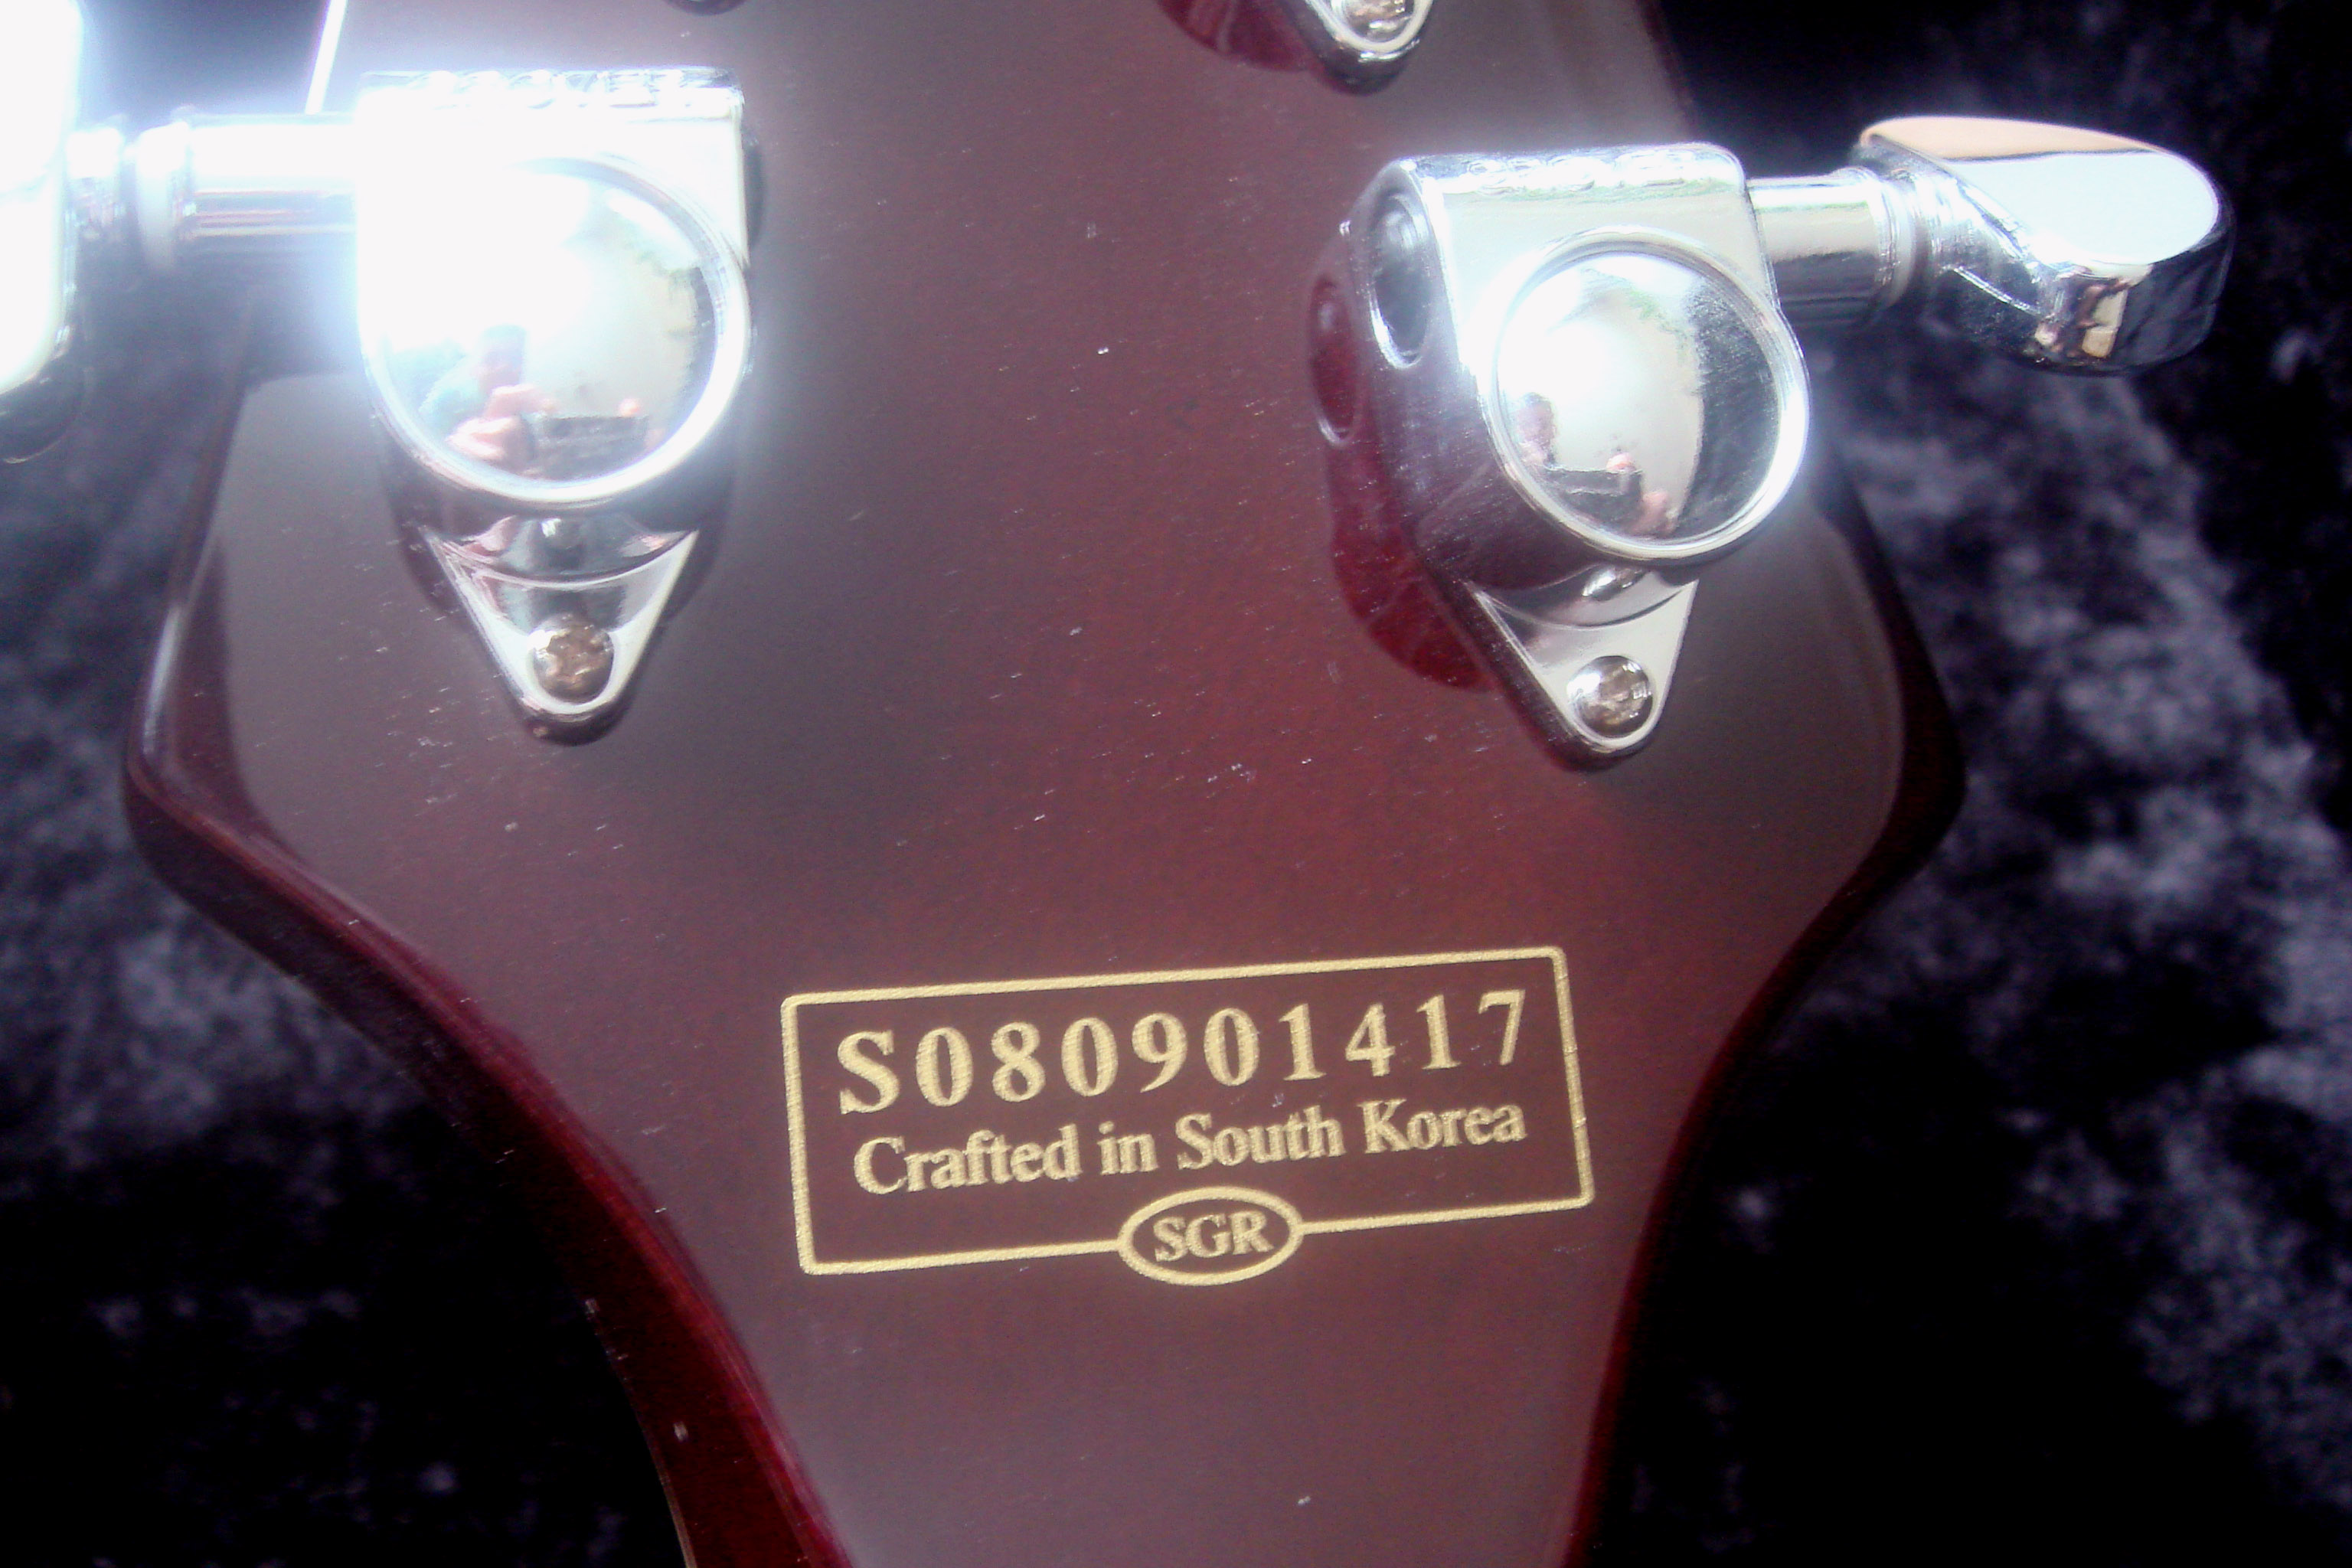 S080901417
Crafted in South Korea
SGR